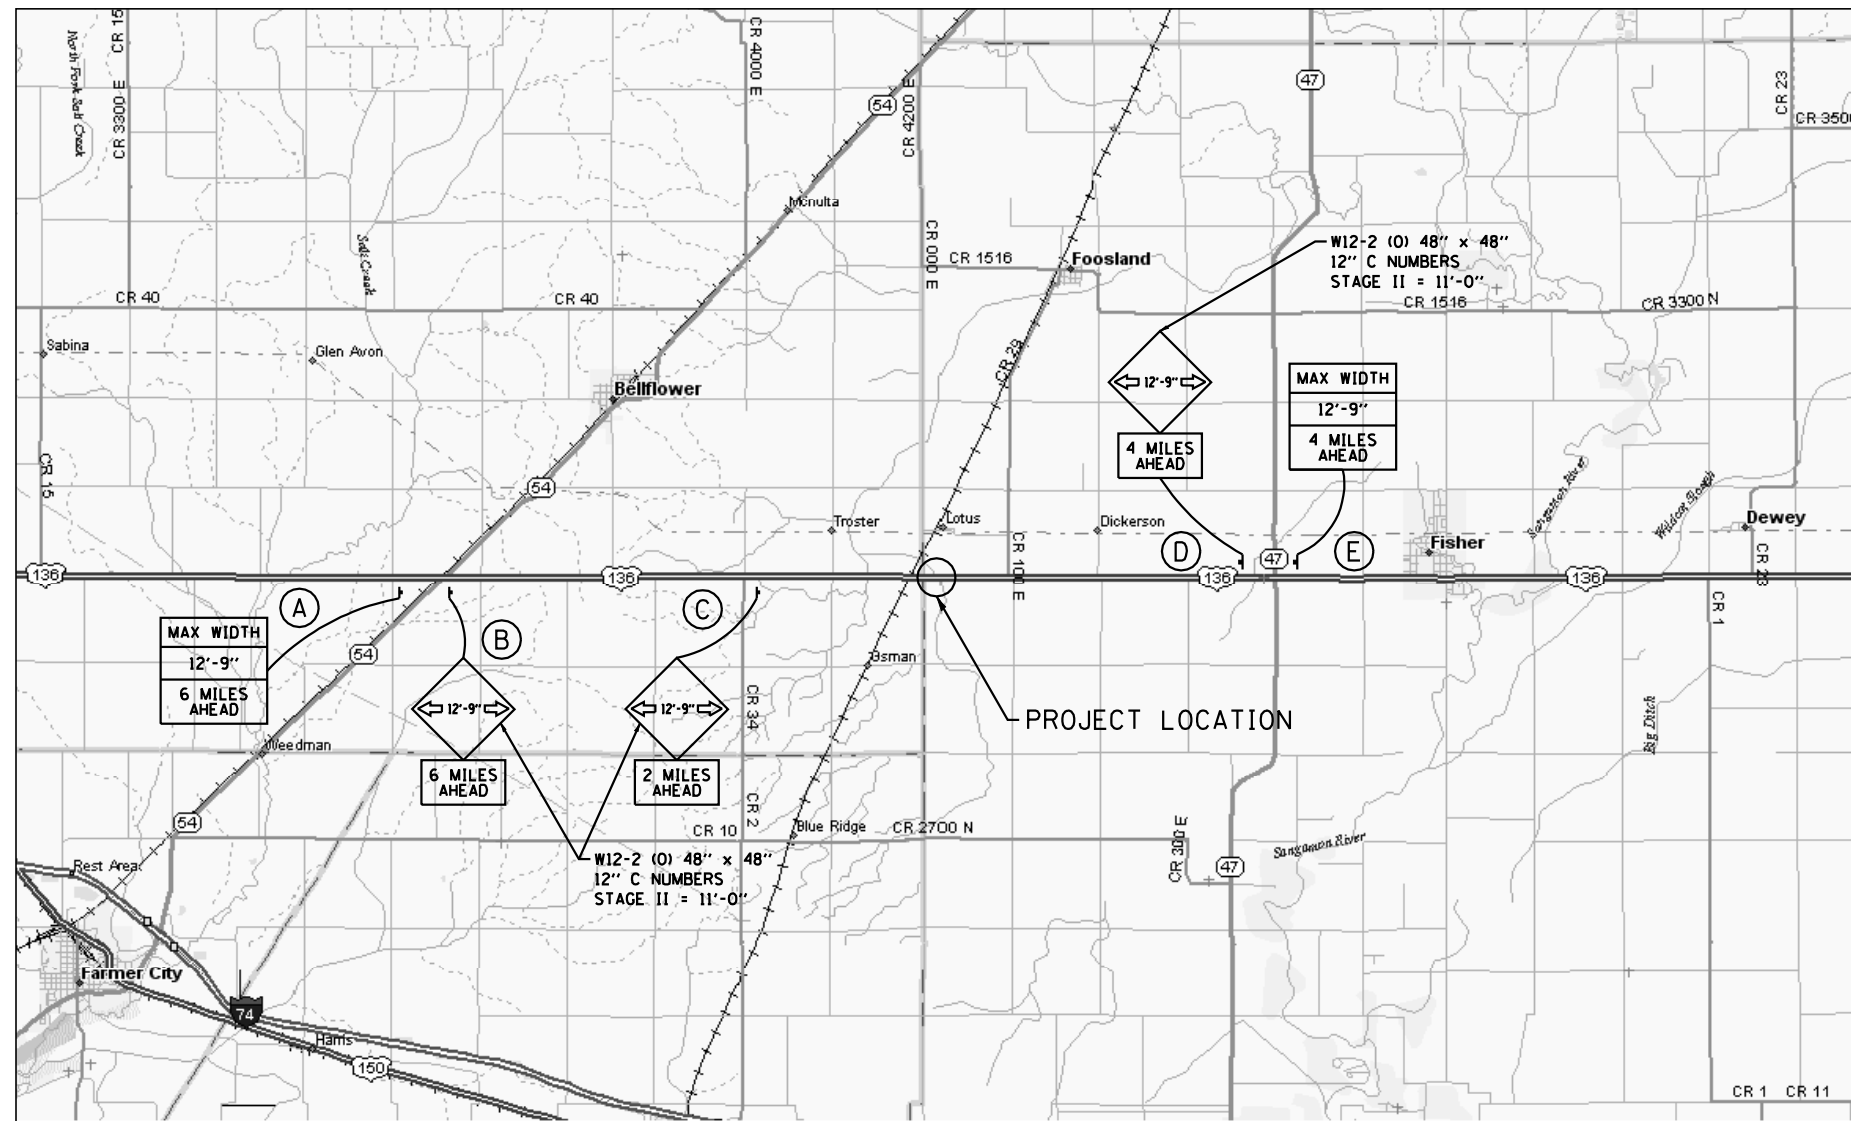 North Fork Salt Creek
CR 3300 E
CR 15
CR 4000 E
54
CR 4200 E
47
CR 23
CR 3500
Mcnulta
Salt Creek
CR 000 E
CR 1516
Foosland
W12-2 (O) 48" x 48"
12" C NUMBERS
STAGE II = 11'-0"
CR 40
CR 40
CR 1516
CR 3300 N
Sabina
Glen Avon
Bellflower
CR 29
12'-9"
4 MILES
AHEAD
MAX WIDTH
12'-9"
4 MILES
AHEAD
CR 15
54
Troster
Lotus
Dickerson
Sangamon River
Wildcat Slough
Dewey
Fisher
D
47
E
136
136
136
136
CR 100 E
CR 23
CR 1
A
MAX WIDTH
12'-9"
6 MILES
AHEAD
B
C
54
Osman
12'-9"
6 MILES
AHEAD
12'-9"
2 MILES
AHEAD
CR 34
PROJECT LOCATION
Big Ditch
Weedman
CR 2
54
CR 10
Blue Ridge
CR 2700 N
CR 300 E
Sangamon River
47
W12-2 (O) 48" x 48"
12" C NUMBERS
STAGE II = 11'-0"
Rest Area
Farmer City
74
Harris
150
CR 1
CR 11